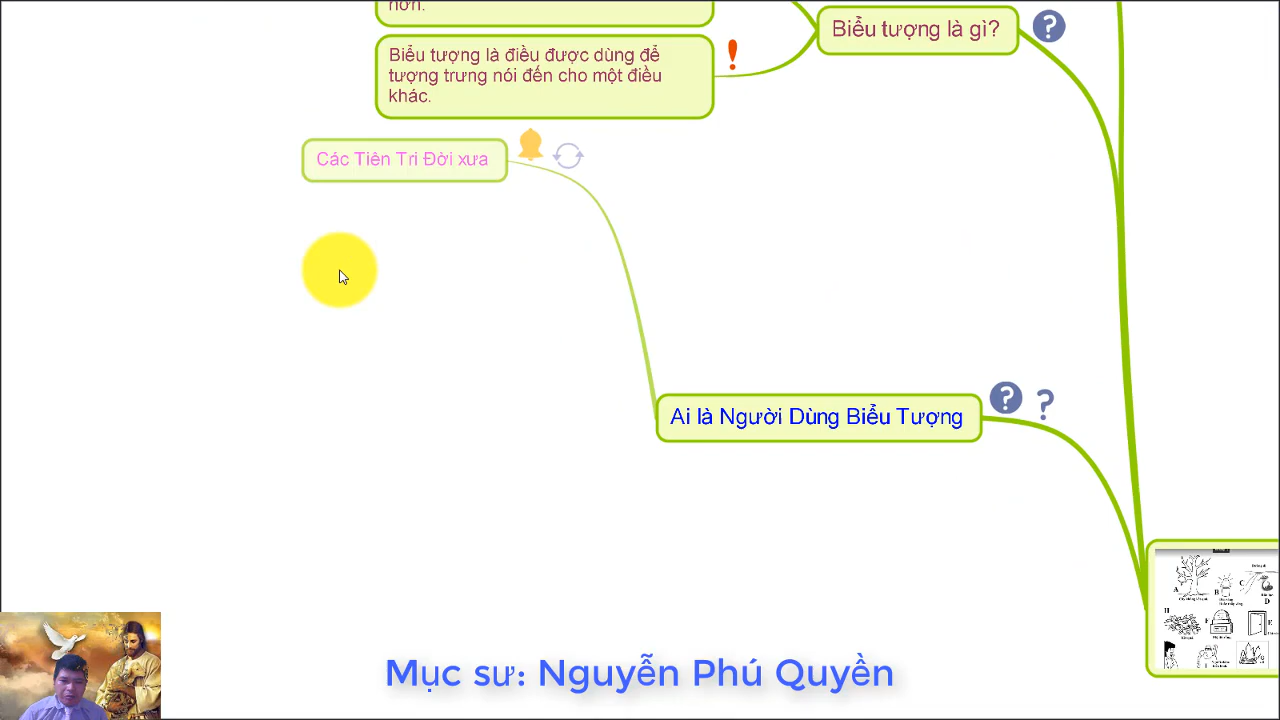 hơn.
Biểu tượng là gì?
Biểu tượng là điều được dùng để
tượng trưng nói đến cho một điều
khác.
Các Tiên Tri Đời xưa
Ai là Người Dùng Biểu Tượng
A
B
C
D
H
F
E
I
Mục sư: Nguyễn Phú Quyền